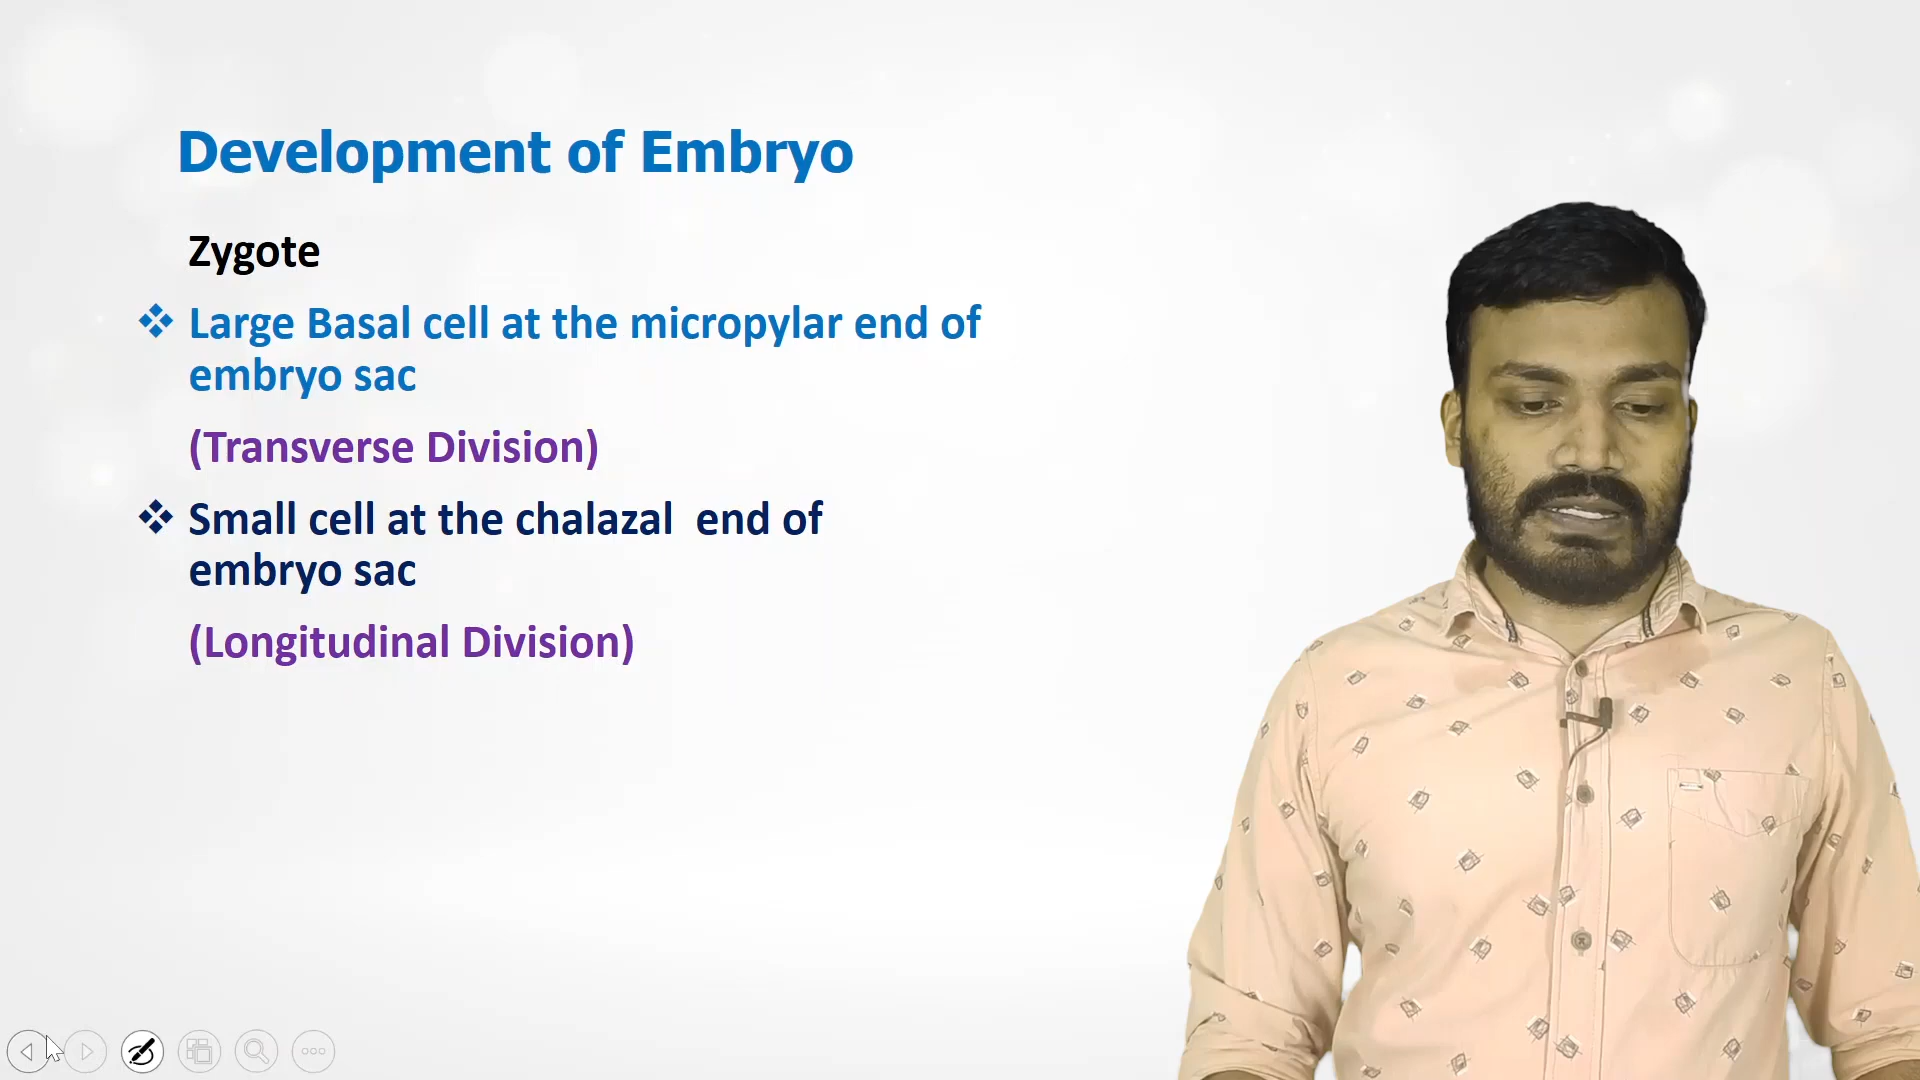 Development of Embryo
Zygote
Large Basal cell at the micropylar end of
embryo sac
(Transverse Division)
Small cell at the chalazal end of
embryo sac
(Longitudinal Division)